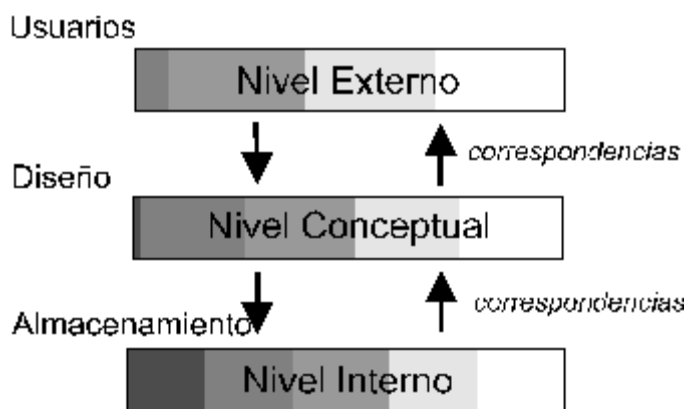 Usuarios
Nivel Externo
correspondencias
Diseño
Nivel Conceptual
correspondencias
Almacenamiento
Nivel Interno